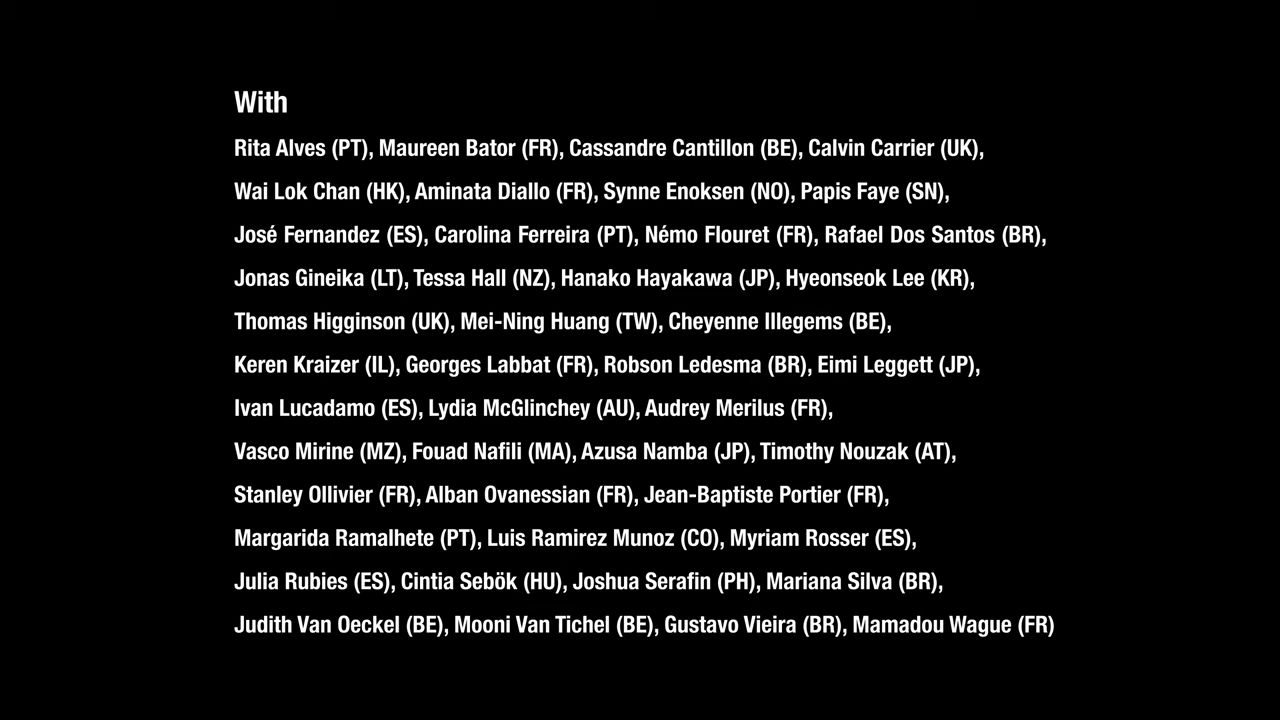 With
Rita Alves (PT), Maureen Bator (FR), Cassandre Cantillon (BE), Calvin Carrier (UK),
Wai Lok Chan (HK), Aminata Diallo (FR), Synne Enoksen (NO), Papis Faye (SN),
José Fernandez (ES), Carolina Ferreira (PT), Némo Flouret (FR), Rafael Dos Santos (BR),
Jonas Gineika (LT), Tessa Hall (NZ), Hanako Hayakawa (JP), Hyeonseok Lee (KR),
Thomas Higginson (UK), Mei-Ning Huang (TW), Cheyenne Illegems (BE),
Keren Kraizer (IL), Georges Labbat (FR), Robson Ledesma (BR), Eimi Leggett (JP),
Ivan Lucadamo (ES), Lydia McGlinchey (AU), Audrey Merilus (FR),
Vasco Mirine (MZ), Fouad Nafili (MA), Azusa Namba (JP), Timothy Nouzak (AT),
Stanley Ollivier (FR), Alban Ovanessian (FR), Jean-Baptiste Portier (FR),
Margarida Ramalhete (PT), Luis Ramirez Munoz (CO), Myriam Rosser (ES),
Julia Rubies (ES), Cintia Sebök (HU), Joshua Serafin (PH), Mariana Silva (BR),
Judith Van Oeckel (BE), Mooni Van Tichel (BE), Gustavo Vieira (BR), Mamadou Wague (FR)